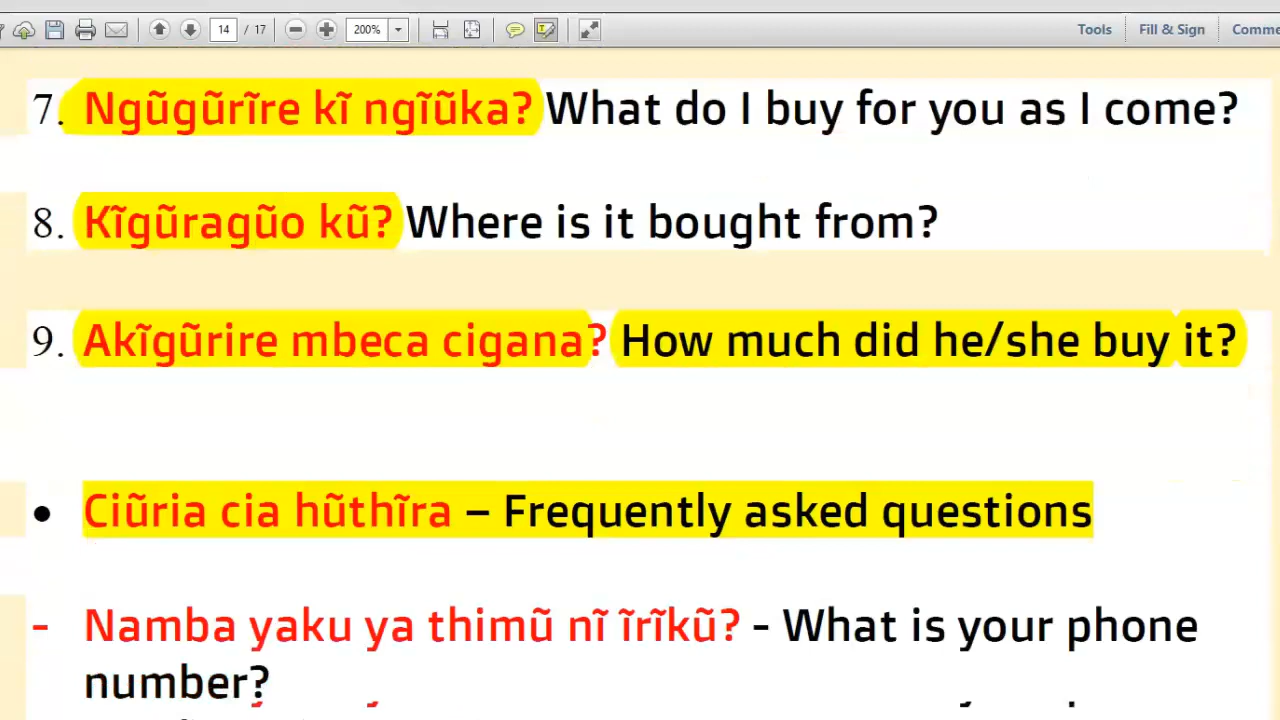 14 / 17 200% Tools Fill & Sign Comme
7. Ngũgũrĩre kĩ ngĩũka? What do I buy for you as I come?
8. Kĩgũragũo kũ? Where is it bought from?
9. Akĩgũrire mbeca cigana? How much did he/she buy it?
• Ciũria cia hũthĩra – Frequently asked questions
- Namba yaku ya thimũ nĩ ĩrĩkũ? - What is your phone
number?